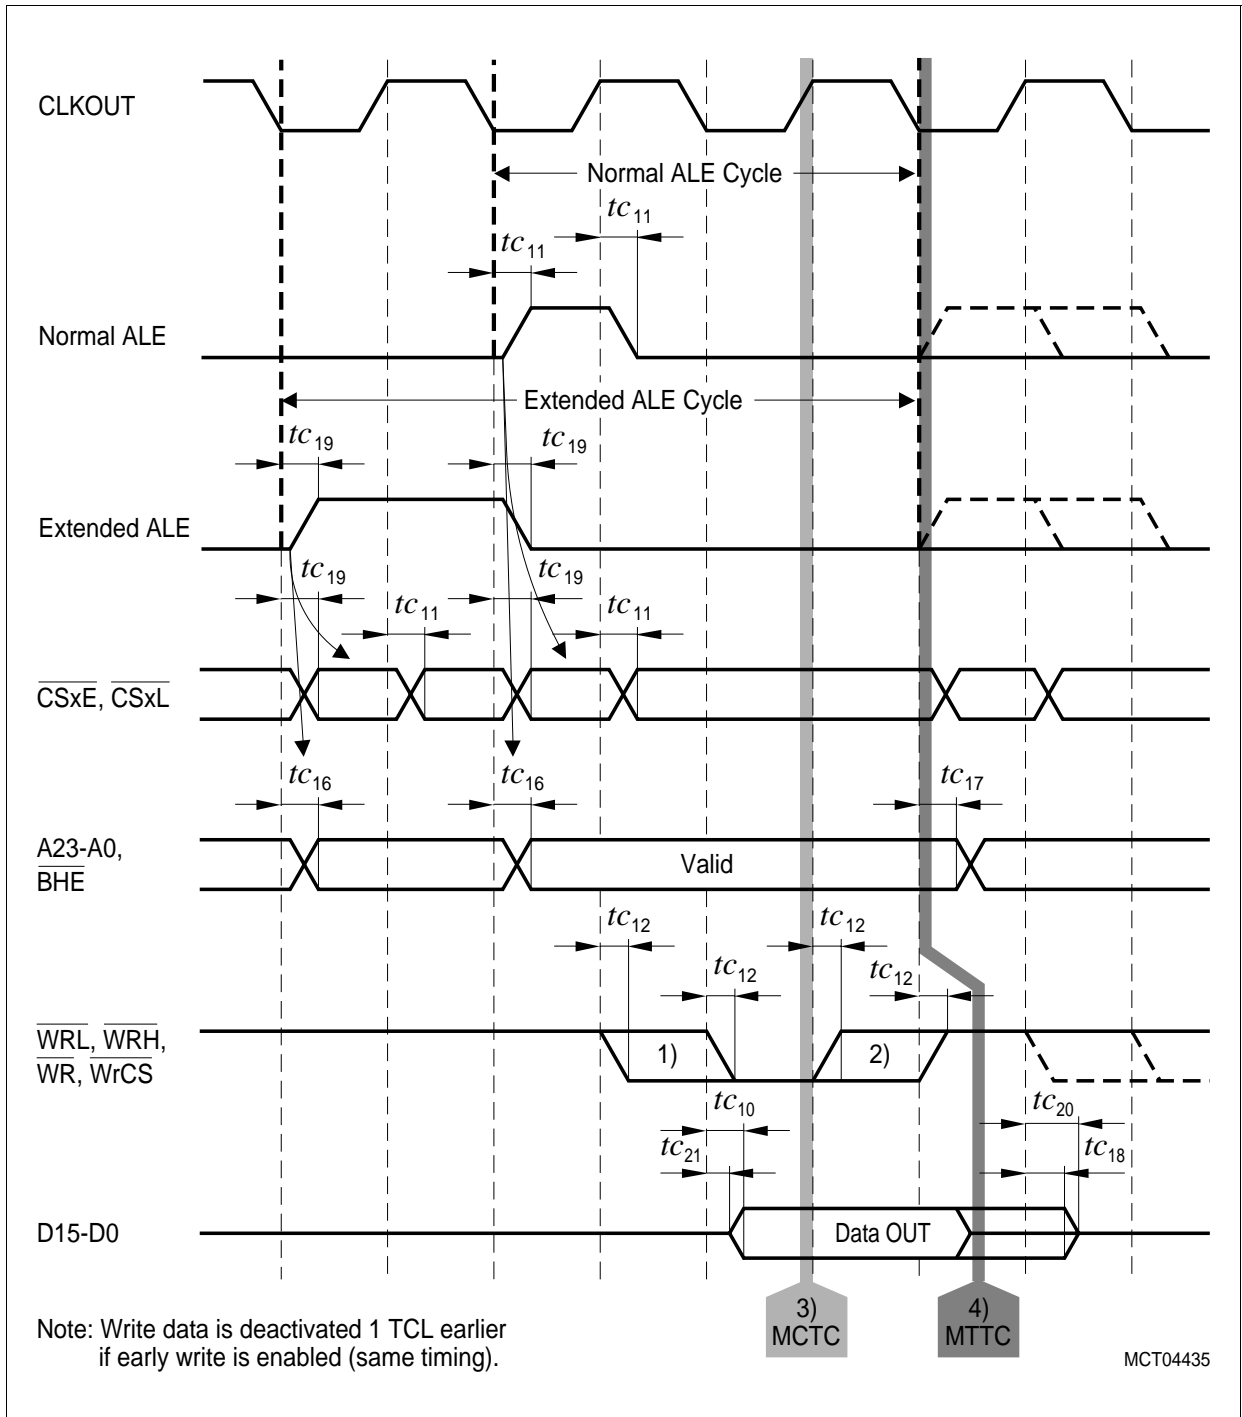 CLKOUT
Normal ALE Cycle
tc11
tc11
Normal ALE
Extended ALE Cycle
tc19
tc19
Extended ALE
tc19
tc19
tc11
tc11
CSxE, CSxL
tc16
tc16
tc17
A23-A0,
BHE
Valid
tc12
tc12
tc12
tc12
WRL, WRH,
WR, WrCS
1)
2)
tc10
tc20
tc21
tc18
D15-D0
Data OUT
3)
MCTC
4)
MTTC
Note: Write data is deactivated 1 TCL earlier
if early write is enabled (same timing).
MCT04435